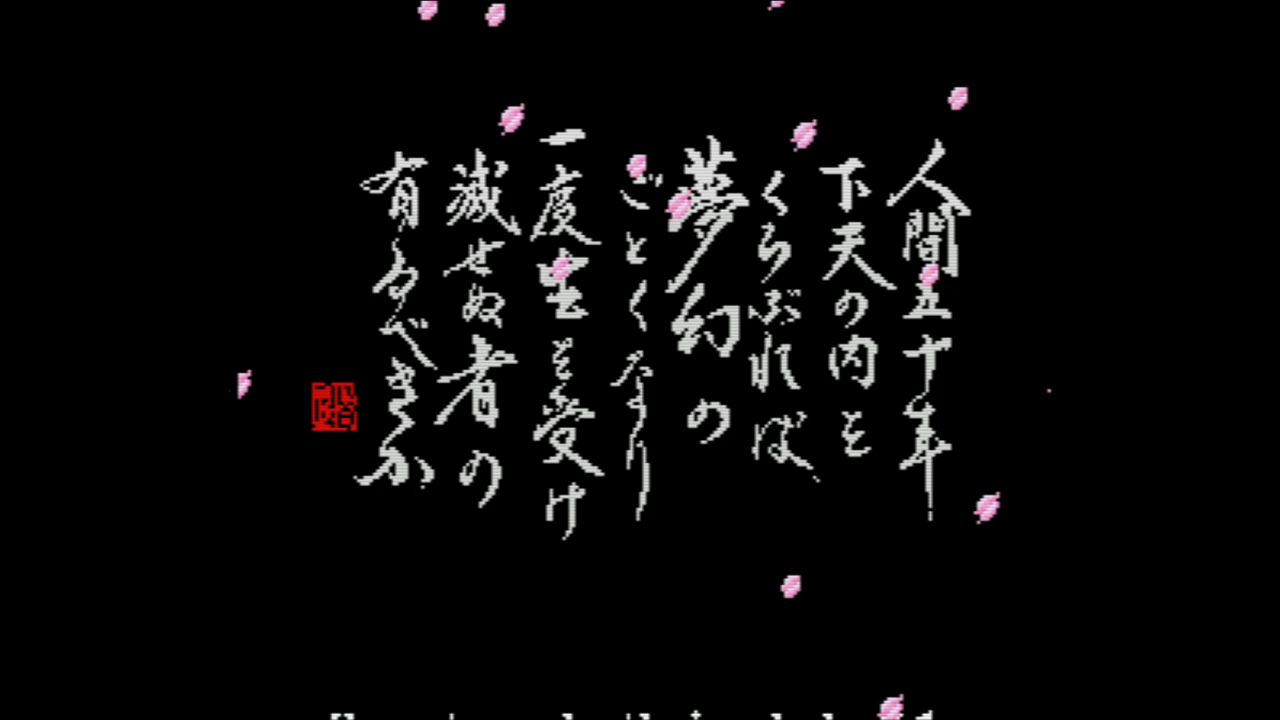 人間五十年
下天の内と
くらぶれば
夢幻の
ごとくなり
一度生を受け
滅せぬ者の
有るべきか